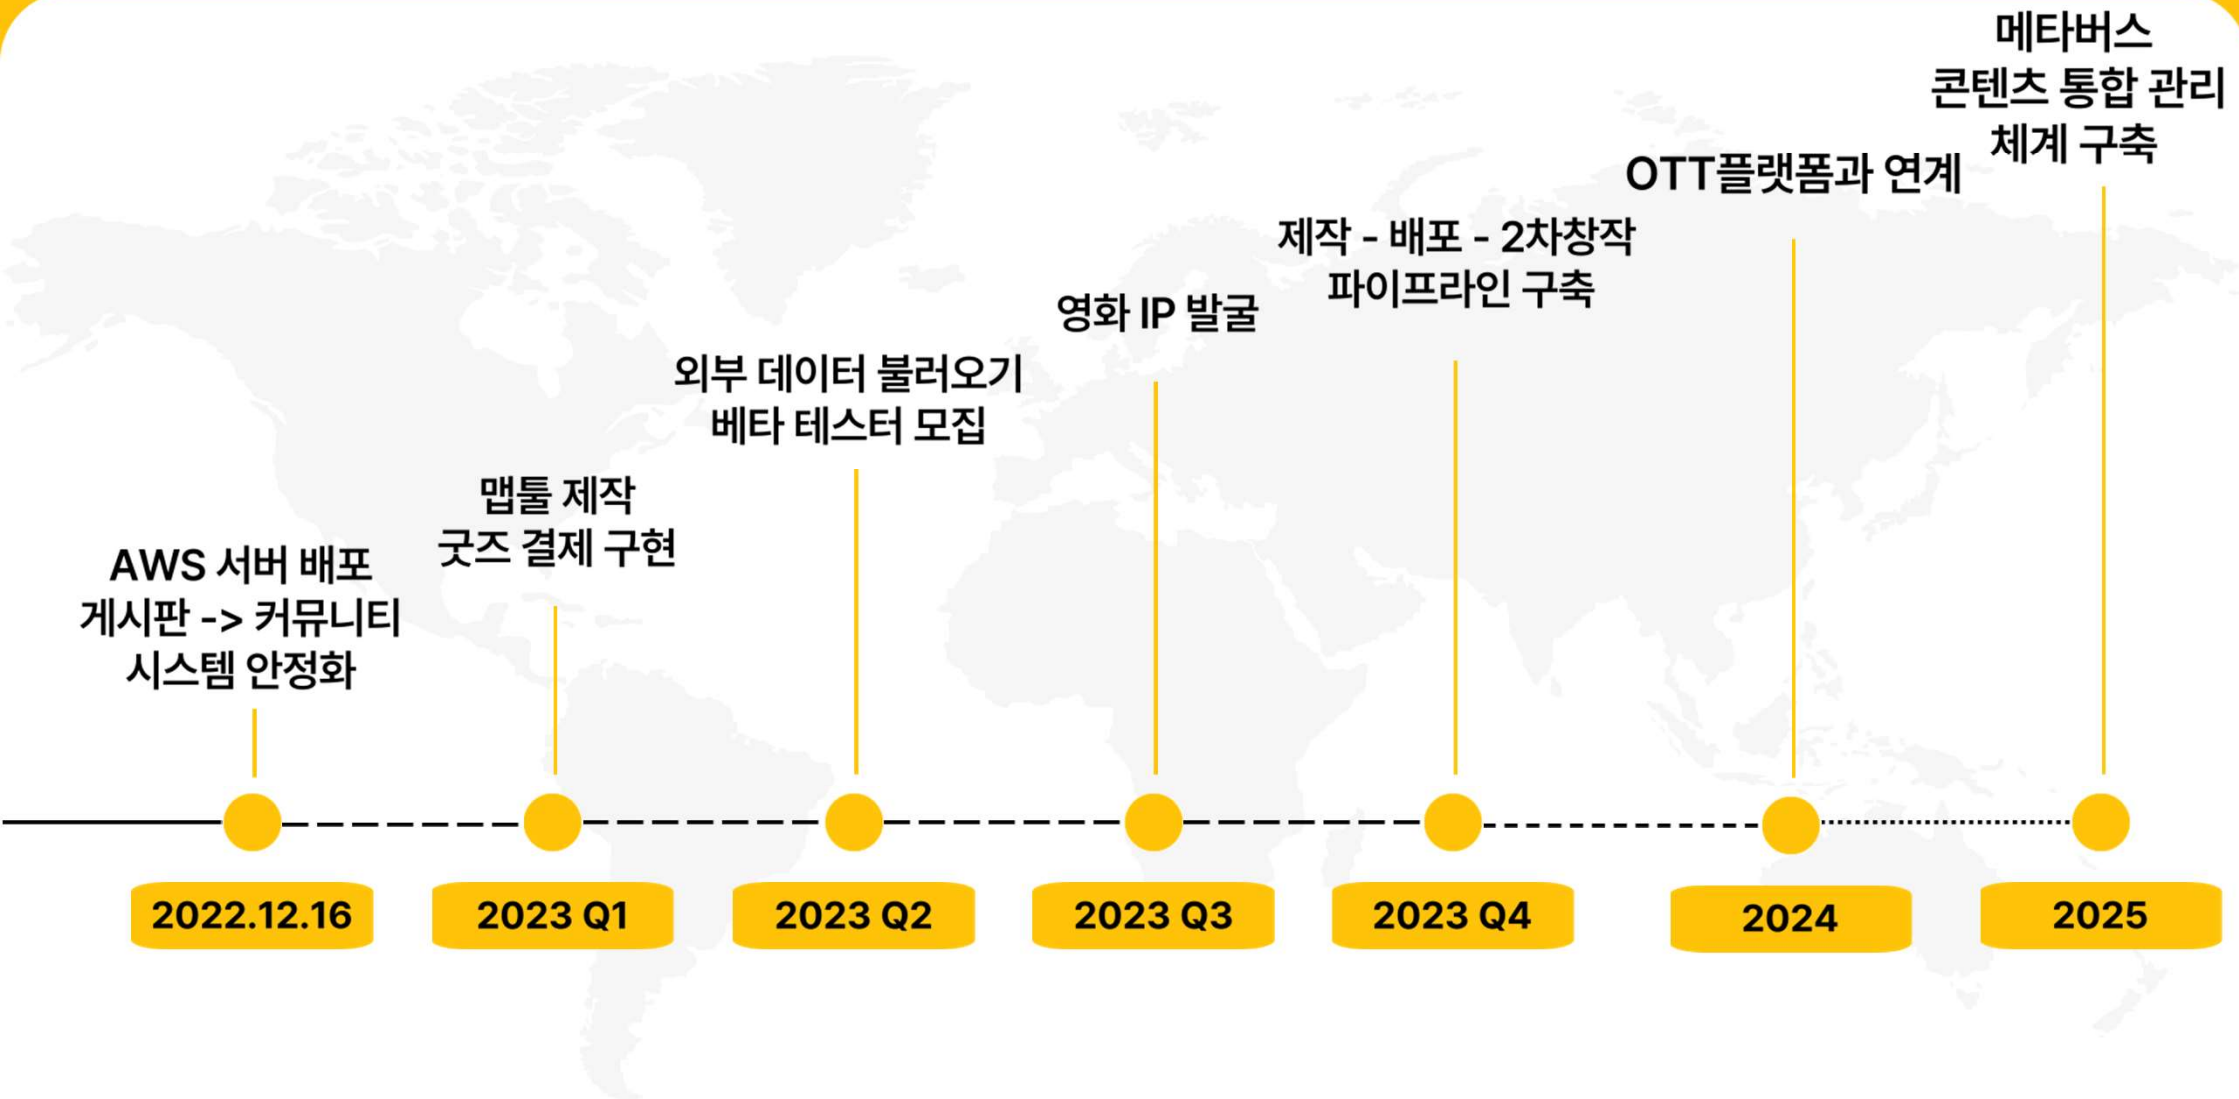 AWS 서버 배포
게시판 -> 커뮤니티
시스템 안정화
2022.12.16
맵툴 제작
굿즈 결제 구현
2023 Q1
외부 데이터 불러오기
베타 테스터 모집
2023 Q2
영화 IP 발굴
2023 Q3
제작 - 배포 - 2차창작
파이프라인 구축
2023 Q4
OTT플랫폼과 연계
2024
메타버스
콘텐츠 통합 관리
체계 구축
2025